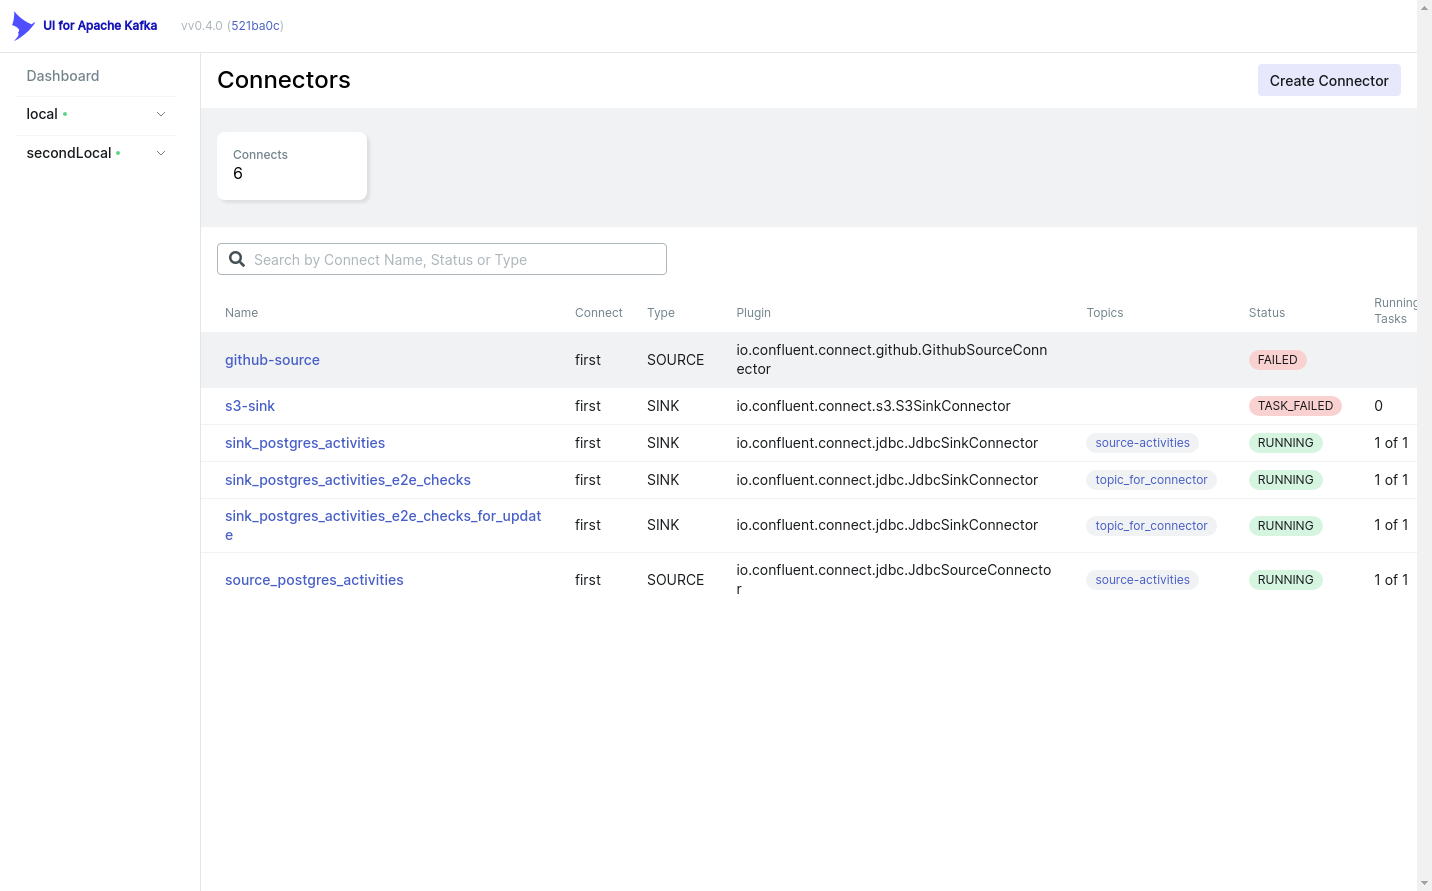 UI for Apache Kafka vv0.4.0 (521ba0c)
Dashboard
local
secondLocal
Connectors
Create Connector
Connects
6
Search by Connect Name, Status or Type
Name Connect Type Plugin Topics Status Running
Tasks
github-source first SOURCE io.confluent.connect.github.GithubSourceConn
ector FAILED
s3-sink first SINK io.confluent.connect.s3.S3SinkConnector TASK_FAILED 0
sink_postgres_activities first SINK io.confluent.connect.jdbc.JdbcSinkConnector source-activities RUNNING 1 of 1
sink_postgres_activities_e2e_checks first SINK io.confluent.connect.jdbc.JdbcSinkConnector topic_for_connector RUNNING 1 of 1
sink_postgres_activities_e2e_checks_for_updat
e first SINK io.confluent.connect.jdbc.JdbcSinkConnector topic_for_connector RUNNING 1 of 1
source_postgres_activities first SOURCE io.confluent.connect.jdbc.JdbcSourceConnecto
r source-activities RUNNING 1 of 1